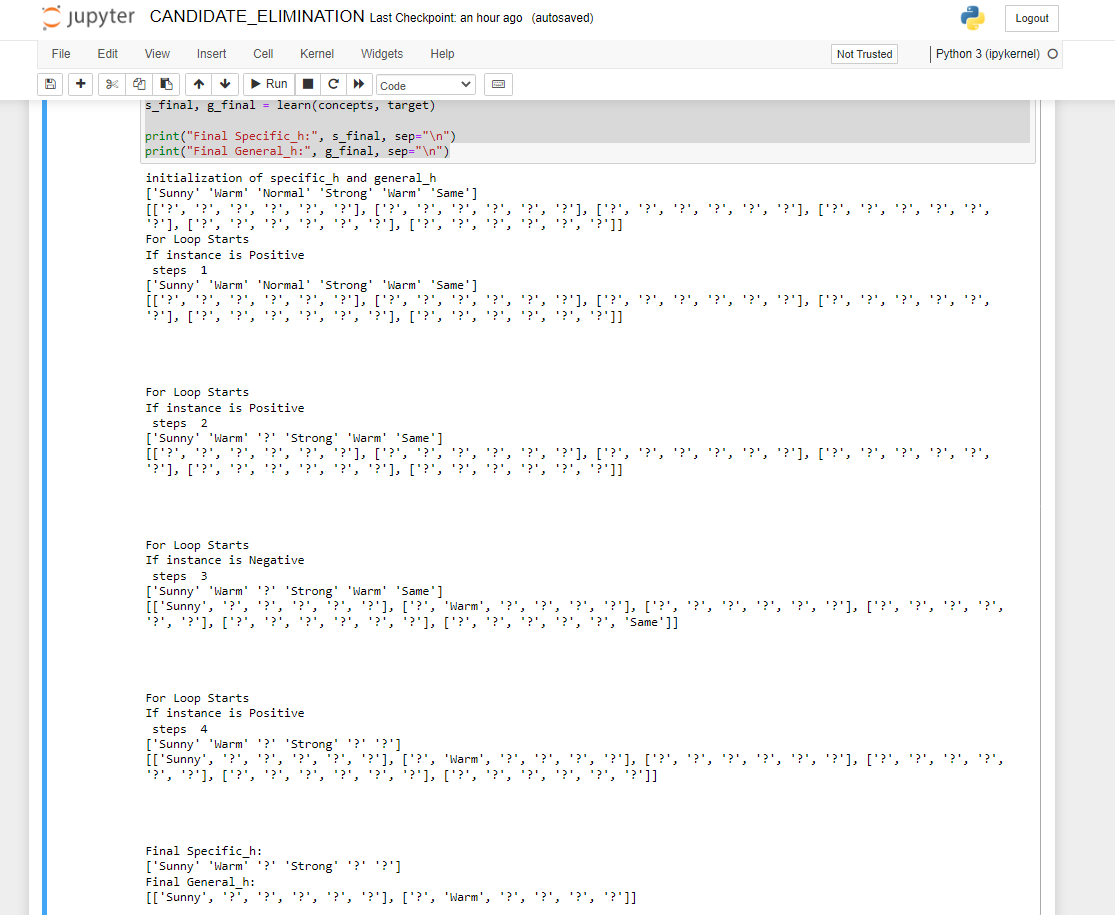 jupyter CANDIDATE_ELIMINATION Last Checkpoint: an hour ago (autosaved) Logout
File Edit View Insert Cell Kernel Widgets Help Not Trusted Python 3 (ipykernel)
Run Code
s_final, g_final = learn(concepts, target)
print("Final Specific_h:", s_final, sep="\n")
print("Final General_h:", g_final, sep="\n")
initialization of specific_h and general_h
['Sunny' 'Warm' 'Normal' 'Strong' 'Warm' 'Same']
[['?', '?', '?', '?', '?', '?'], ['?', '?', '?', '?', '?', '?'], ['?', '?', '?', '?', '?', '?'], ['?', '?', '?', '?', '?',
'?'], ['?', '?', '?', '?', '?', '?'], ['?', '?', '?', '?', '?', '?']]
For Loop Starts
If instance is Positive
steps 1
['Sunny' 'Warm' 'Normal' 'Strong' 'Warm' 'Same']
[['?', '?', '?', '?', '?', '?'], ['?', '?', '?', '?', '?', '?'], ['?', '?', '?', '?', '?', '?'], ['?', '?', '?', '?', '?',
'?'], ['?', '?', '?', '?', '?', '?'], ['?', '?', '?', '?', '?', '?']]
For Loop Starts
If instance is Positive
steps 2
['Sunny' 'Warm' '?' 'Strong' 'Warm' 'Same']
[['?', '?', '?', '?', '?', '?'], ['?', '?', '?', '?', '?', '?'], ['?', '?', '?', '?', '?', '?'], ['?', '?', '?', '?', '?',
'?'], ['?', '?', '?', '?', '?', '?'], ['?', '?', '?', '?', '?', '?']]
For Loop Starts
If instance is Negative
steps 3
['Sunny' 'Warm' '?' 'Strong' 'Warm' 'Same']
[['Sunny', '?', '?', '?', '?', '?'], ['?', 'Warm', '?', '?', '?', '?'], ['?', '?', '?', '?', '?', '?'], ['?', '?', '?', '?',
'?', '?'], ['?', '?', '?', '?', '?', '?'], ['?', '?', '?', '?', '?', 'Same']]
For Loop Starts
If instance is Positive
steps 4
['Sunny' 'Warm' '?' 'Strong' '?' '?']
[['Sunny', '?', '?', '?', '?', '?'], ['?', 'Warm', '?', '?', '?', '?'], ['?', '?', '?', '?', '?', '?'], ['?', '?', '?', '?',
'?', '?'], ['?', '?', '?', '?', '?', '?'], ['?', '?', '?', '?', '?', '?']]
Final Specific_h:
['Sunny' 'Warm' '?' 'Strong' '?' '?']
Final General_h:
[['Sunny', '?', '?', '?', '?', '?'], ['?', 'Warm', '?', '?', '?', '?']]